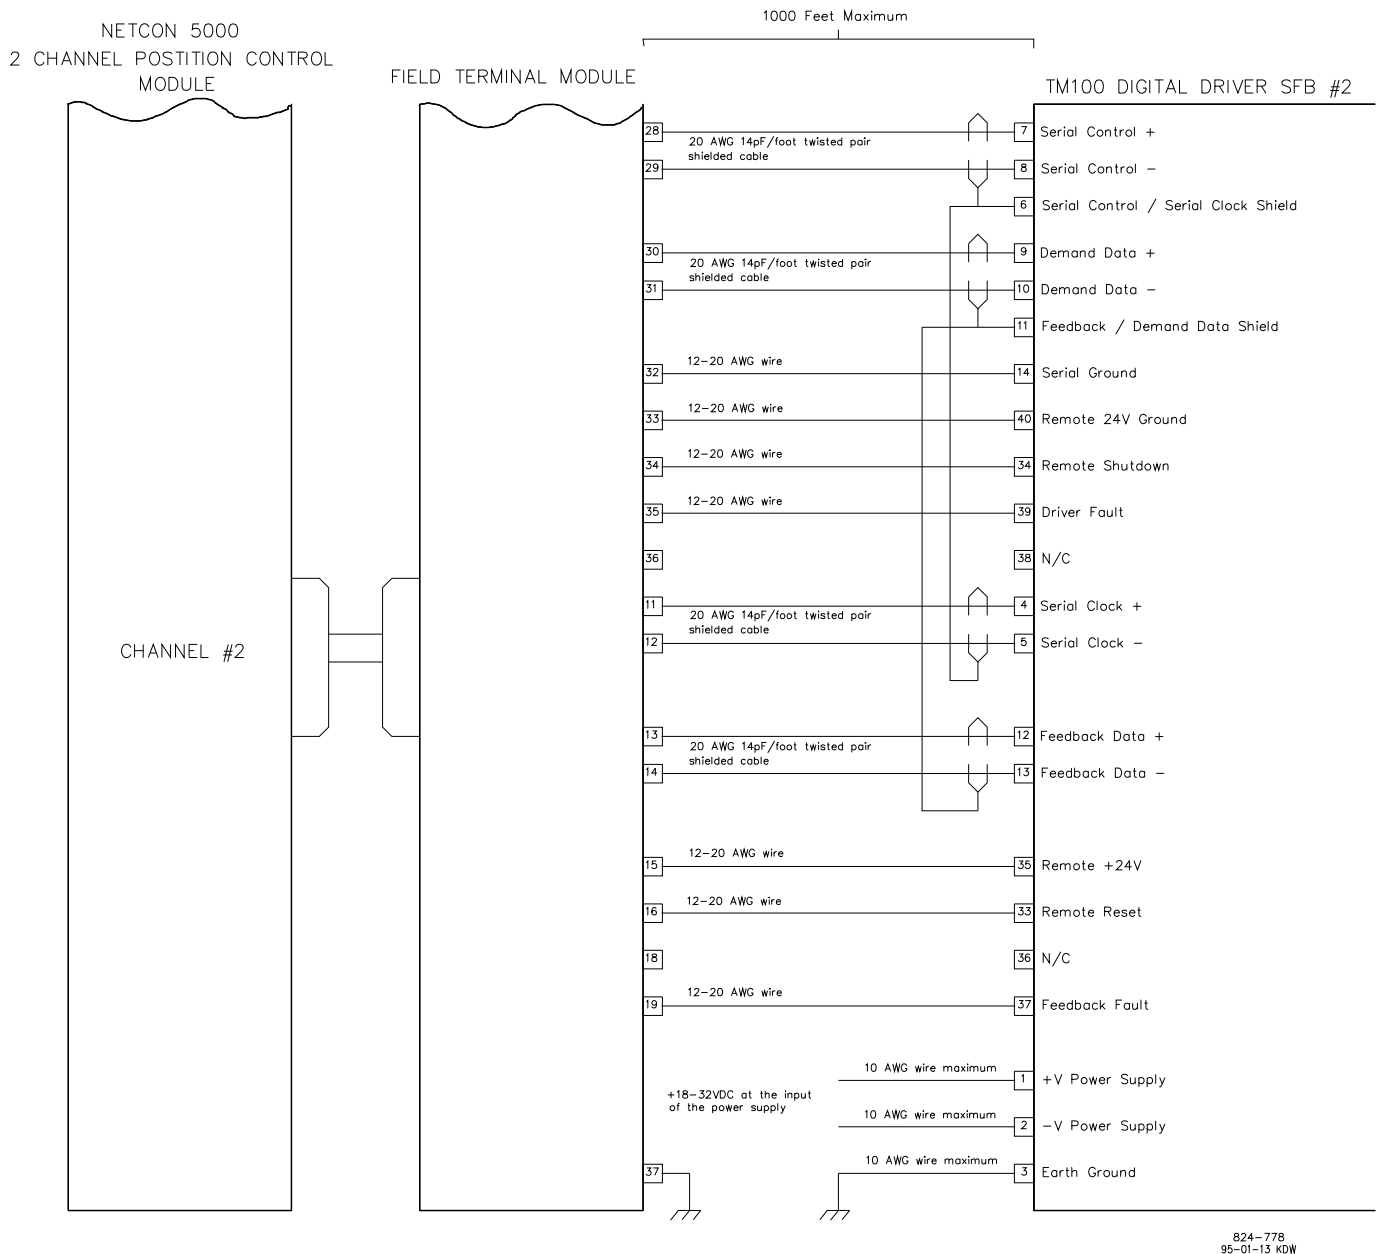 1000 Feet Maximum
NETCON 5000
2 CHANNEL POSTITION CONTROL
MODULE
FIELD TERMINAL MODULE
TM100 DIGITAL DRIVER SFB #2
28
20 AWG 14pF/foot twisted pair
shielded cable
7 Serial Control +
29
8 Serial Control -
6 Serial Control / Serial Clock Shield
30
20 AWG 14pF/foot twisted pair
shielded cable
9 Demand Data +
31
10 Demand Data -
11 Feedback / Demand Data Shield
32 12-20 AWG wire 14 Serial Ground
33 12-20 AWG wire 40 Remote 24V Ground
34 12-20 AWG wire 34 Remote Shutdown
35 12-20 AWG wire 39 Driver Fault
36 38 N/C
11
20 AWG 14pF/foot twisted pair
shielded cable
4 Serial Clock +
12
5 Serial Clock -
CHANNEL #2
13
20 AWG 14pF/foot twisted pair
shielded cable
12 Feedback Data +
14
13 Feedback Data -
15 12-20 AWG wire 35 Remote +24V
16 12-20 AWG wire 33 Remote Reset
18 36 N/C
19 12-20 AWG wire 37 Feedback Fault
10 AWG wire maximum 1 +V Power Supply
+18-32VDC at the input
of the power supply
10 AWG wire maximum 2 -V Power Supply
37 10 AWG wire maximum 3 Earth Ground
824-778
95-01-13 KDW